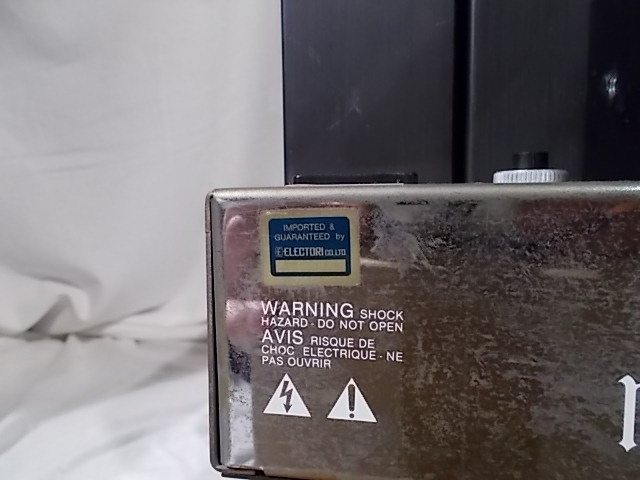 IMPORTED &
GUARANTEED by
E ELECTORI CO.,LTD.
WARNING SHOCK
HAZARD - DO NOT OPEN
AVIS RISQUE DE
CHOC ELECTRIQUE - NE
PAS OUVRIR